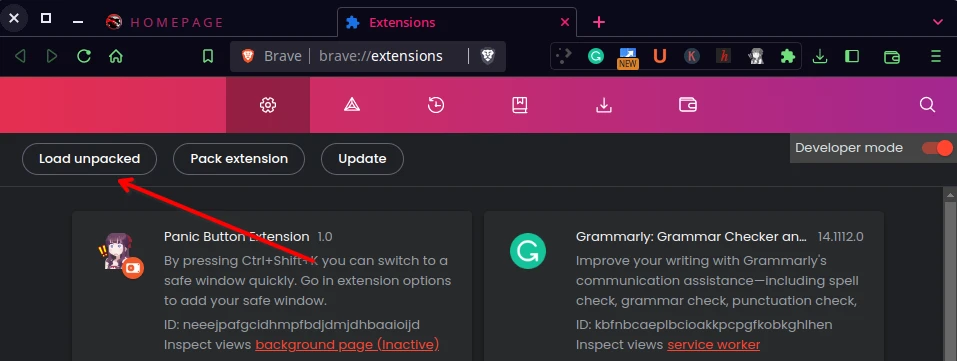 HOMEPAGE
Extensions
Brave
brave://extensions
NEW
U
K
h
Load unpacked
Pack extension
Update
Developer mode
Panic Button Extension 1.0
By pressing Ctrl+Shift+K you can switch to a
safe window quickly. Go in extension options
to add your safe window.
ID: neeejpafgcidhmpfbdjdmjdhbaaioijd
Inspect views background page (Inactive)
Grammarly: Grammar Checker an... 14.1112.0
Improve your writing with Grammarly's
communication assistance—including spell
check, grammar check, punctuation check,
ID: kbfnbcaeplbcioakkpcpgfkobkghlhen
Inspect views service worker